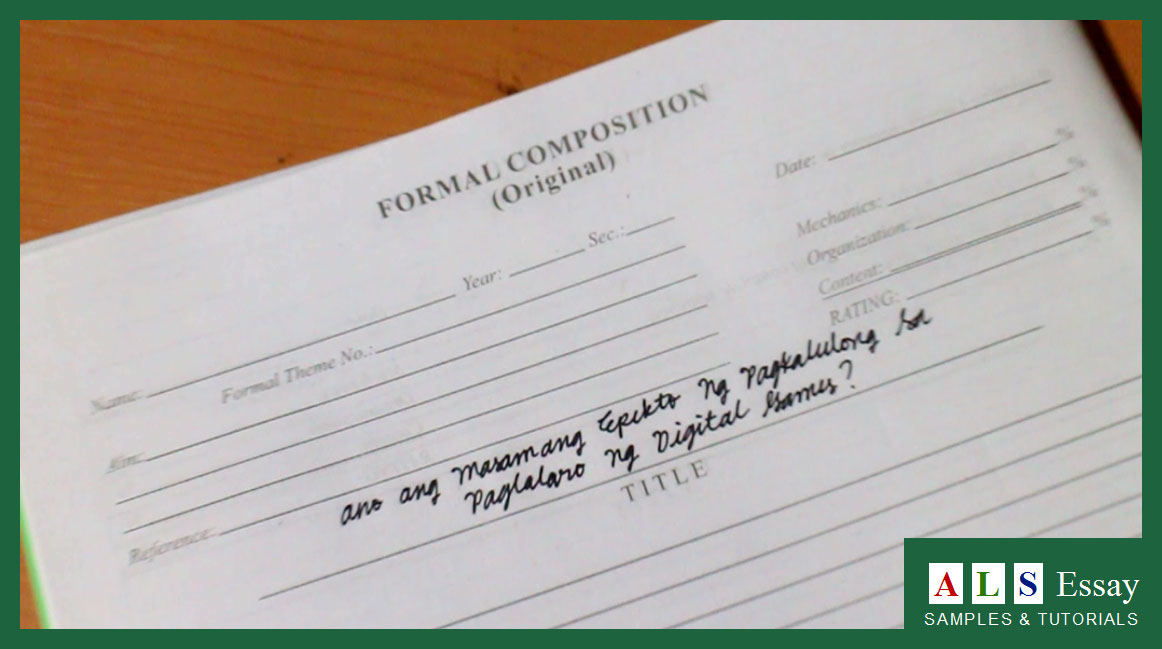 FORMAL COMPOSITION
(Original)
Date:
Mechanics: %
Organization: %
Content: %
RATING: %
Name: Year: Sec.:
Formal Theme No.:
Aim:
Reference:
ano ang masamang Epekto ng Pagkalulong sa
Paglalaro ng Digital Games?
TITLE
ALS Essay
SAMPLES & TUTORIALS